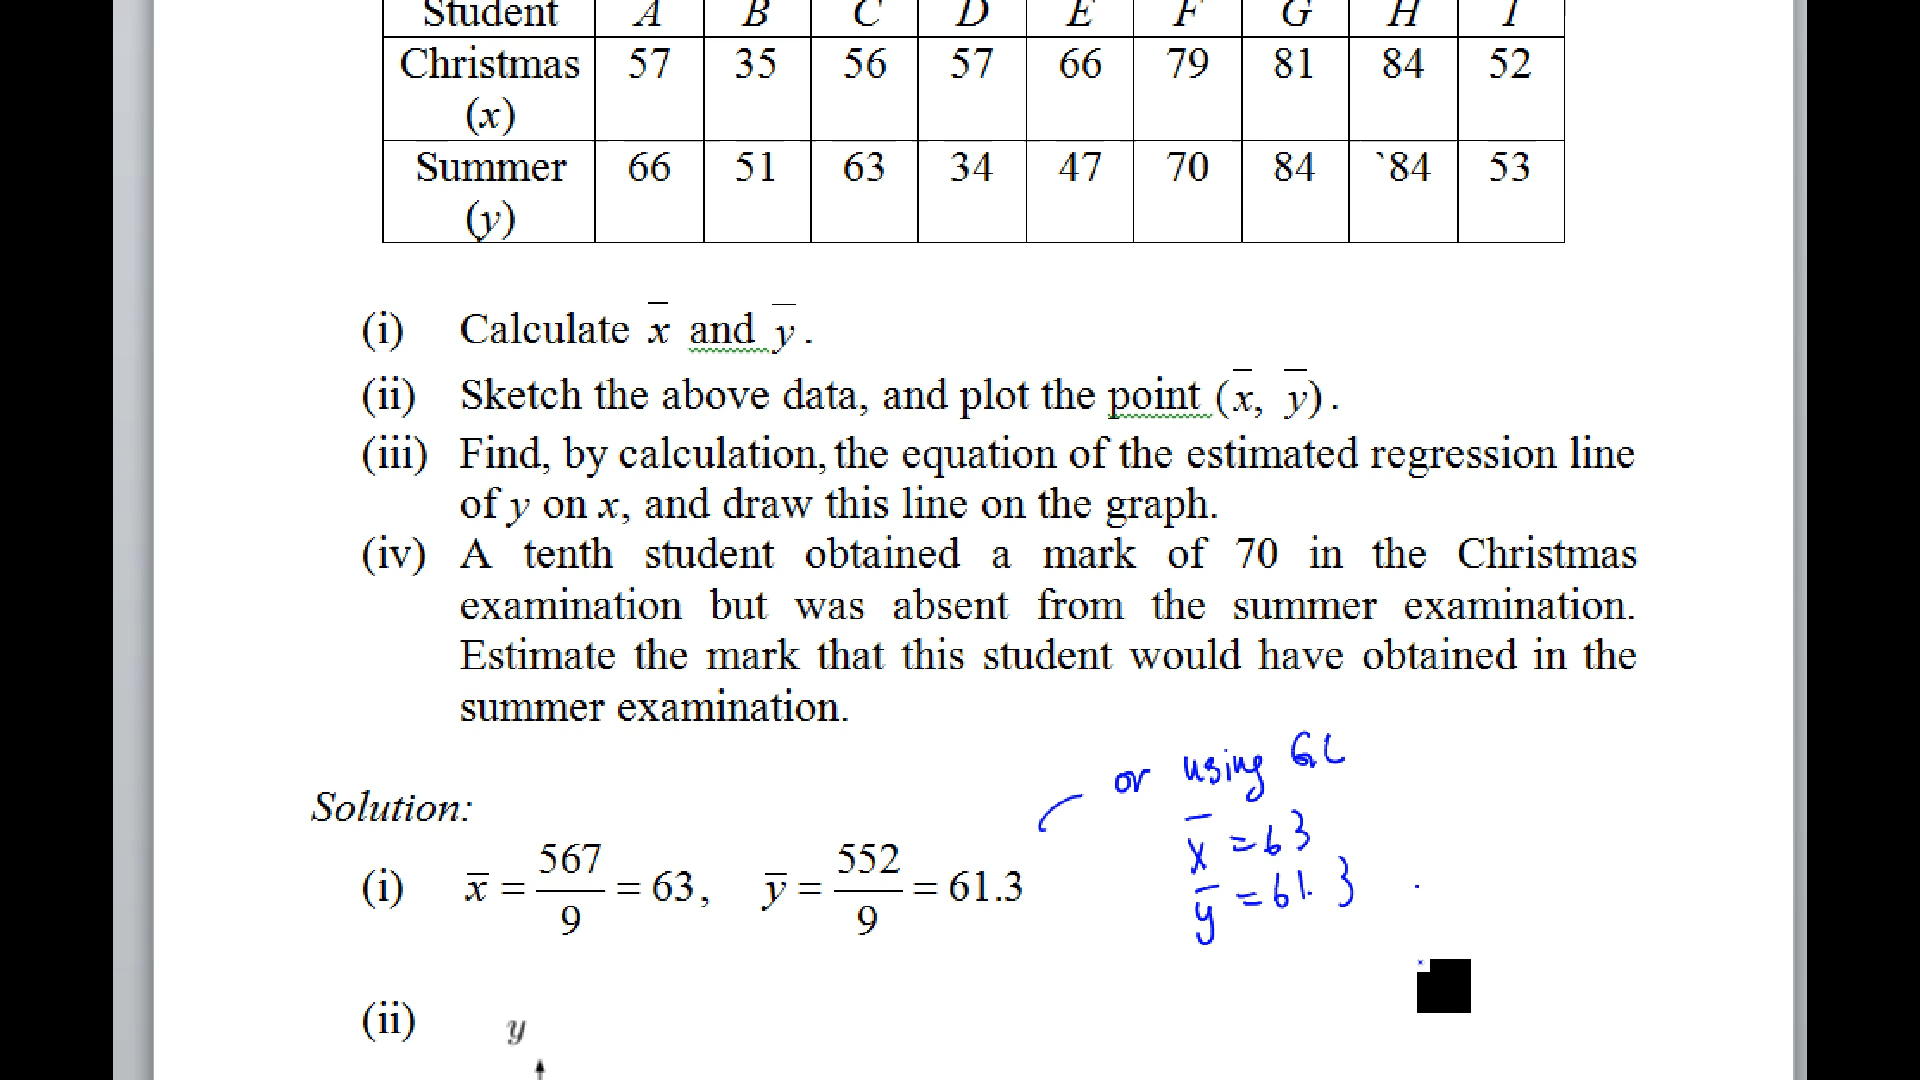 Student A B C D E F G H I
Christmas (x) 57 35 56 57 66 79 81 84 52
Summer (y) 66 51 63 34 47 70 84 `84 53
(i) Calculate x̄ and ȳ.
(ii) Sketch the above data, and plot the point (x̄, ȳ).
(iii) Find, by calculation, the equation of the estimated regression line
of y on x, and draw this line on the graph.
(iv) A tenth student obtained a mark of 70 in the Christmas
examination but was absent from the summer examination.
Estimate the mark that this student would have obtained in the
summer examination.
or using GC
Solution:
x̄ = 63
(i) x̄ = 567/9 = 63, ȳ = 552/9 = 61.3
ȳ = 61.3
(ii) y